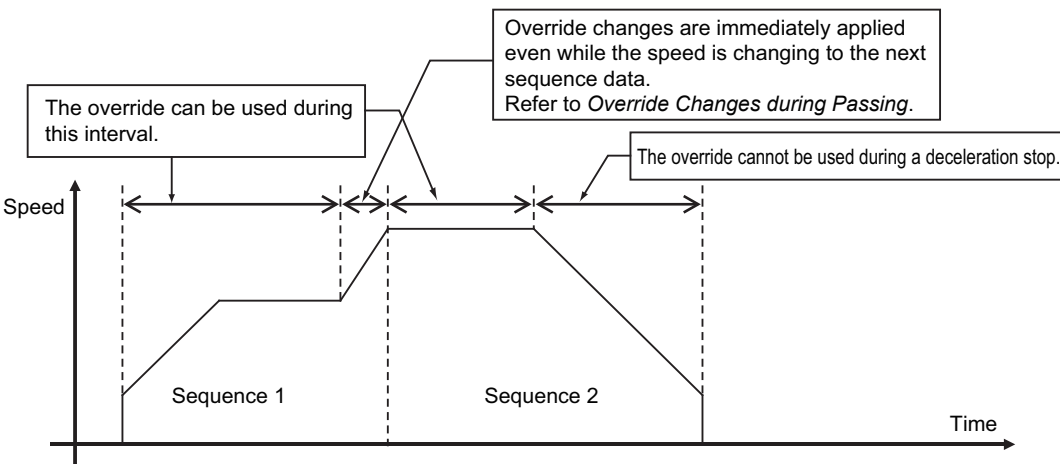 Override changes are immediately applied
even while the speed is changing to the next
sequence data.
Refer to Override Changes during Passing.
The override can be used during
this interval.
The override cannot be used during a deceleration stop.
Speed
Sequence 1
Sequence 2
Time